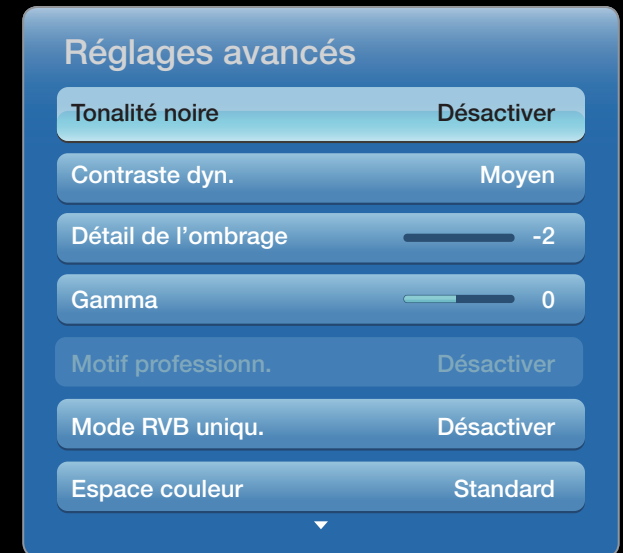 Réglages avancés
Tonalité noire Désactiver
Contraste dyn. Moyen
Détail de l’ombrage -2
Gamma 0
Motif professionn. Désactiver
Mode RVB uniqu. Désactiver
Espace couleur Standard